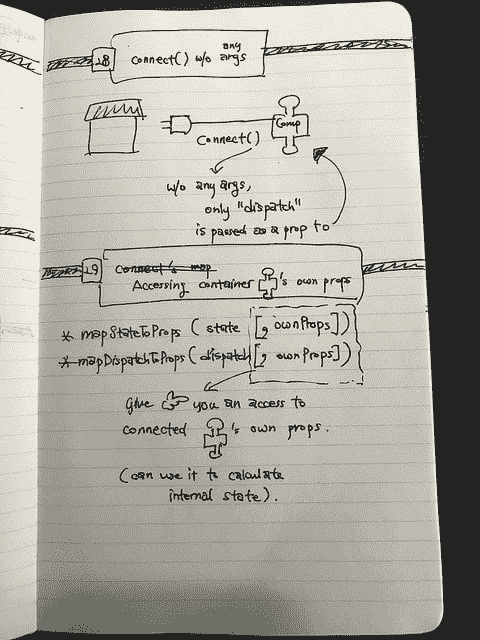 28
connect() w/o any args
Comp
Connect()
w/o any args,
only "dispatch"
is passed as a prop to
29
Connect's map
Accessing container 's own props
* mapStateToProps ( state [, ownProps])
* mapDispatchToProps ( dispatch [, ownProps])
Give you an access to
connected 's own props.
(can use it to calculate
internal state).